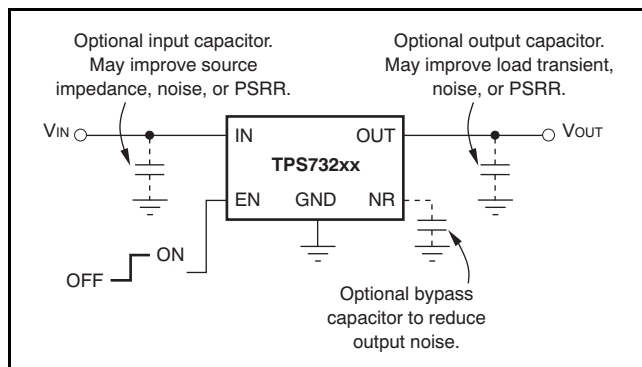 Optional input capacitor.
May improve source
impedance, noise, or PSRR.
Optional output capacitor.
May improve load transient,
noise, or PSRR.
VIN
IN
OUT
VOUT
TPS732xx
EN
GND
NR
OFF
ON
Optional bypass
capacitor to reduce
output noise.